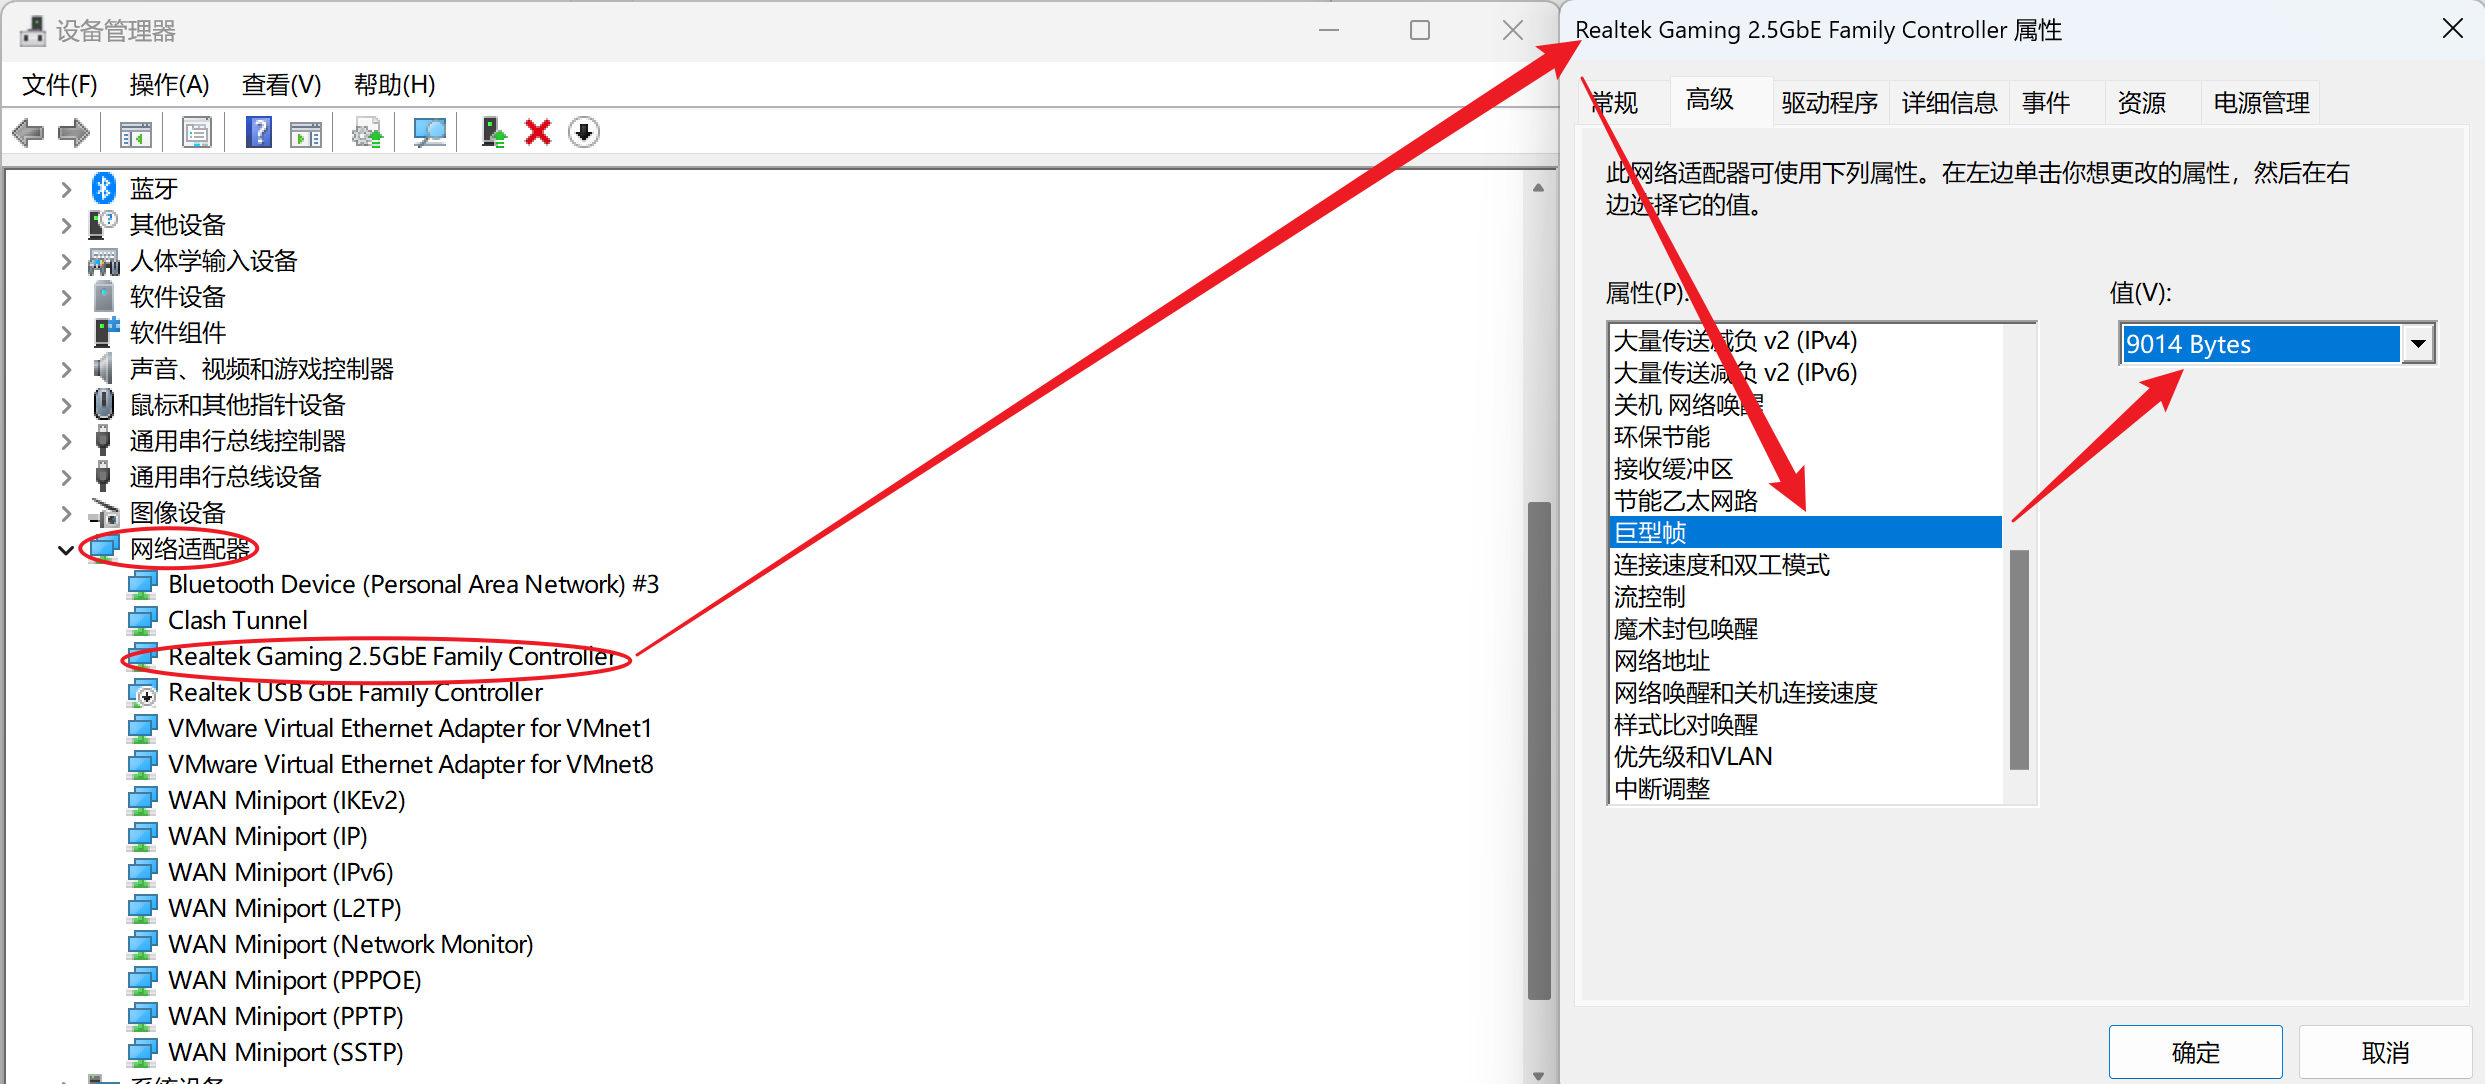 设备管理器
文件(F) 操作(A) 查看(V) 帮助(H)
蓝牙
其他设备
人体学输入设备
软件设备
软件组件
声音、视频和游戏控制器
鼠标和其他指针设备
通用串行总线控制器
通用串行总线设备
图像设备
网络适配器
Bluetooth Device (Personal Area Network) #3
Clash Tunnel
Realtek Gaming 2.5GbE Family Controller
Realtek USB GbE Family Controller
VMware Virtual Ethernet Adapter for VMnet1
VMware Virtual Ethernet Adapter for VMnet8
WAN Miniport (IKEv2)
WAN Miniport (IP)
WAN Miniport (IPv6)
WAN Miniport (L2TP)
WAN Miniport (Network Monitor)
WAN Miniport (PPPOE)
WAN Miniport (PPTP)
WAN Miniport (SSTP)
系统设备
Realtek Gaming 2.5GbE Family Controller 属性
常规 高级 驱动程序 详细信息 事件 资源 电源管理
此网络适配器可使用下列属性。在左边单击你想更改的属性，然后在右
边选择它的值。
属性(P):
值(V):
大量传送减负 v2 (IPv4)
大量传送减负 v2 (IPv6)
关机 网络唤醒
环保节能
接收缓冲区
节能乙太网路
巨型帧
连接速度和双工模式
流控制
魔术封包唤醒
网络地址
网络唤醒和关机连接速度
样式比对唤醒
优先级和VLAN
中断调整
9014 Bytes
确定
取消